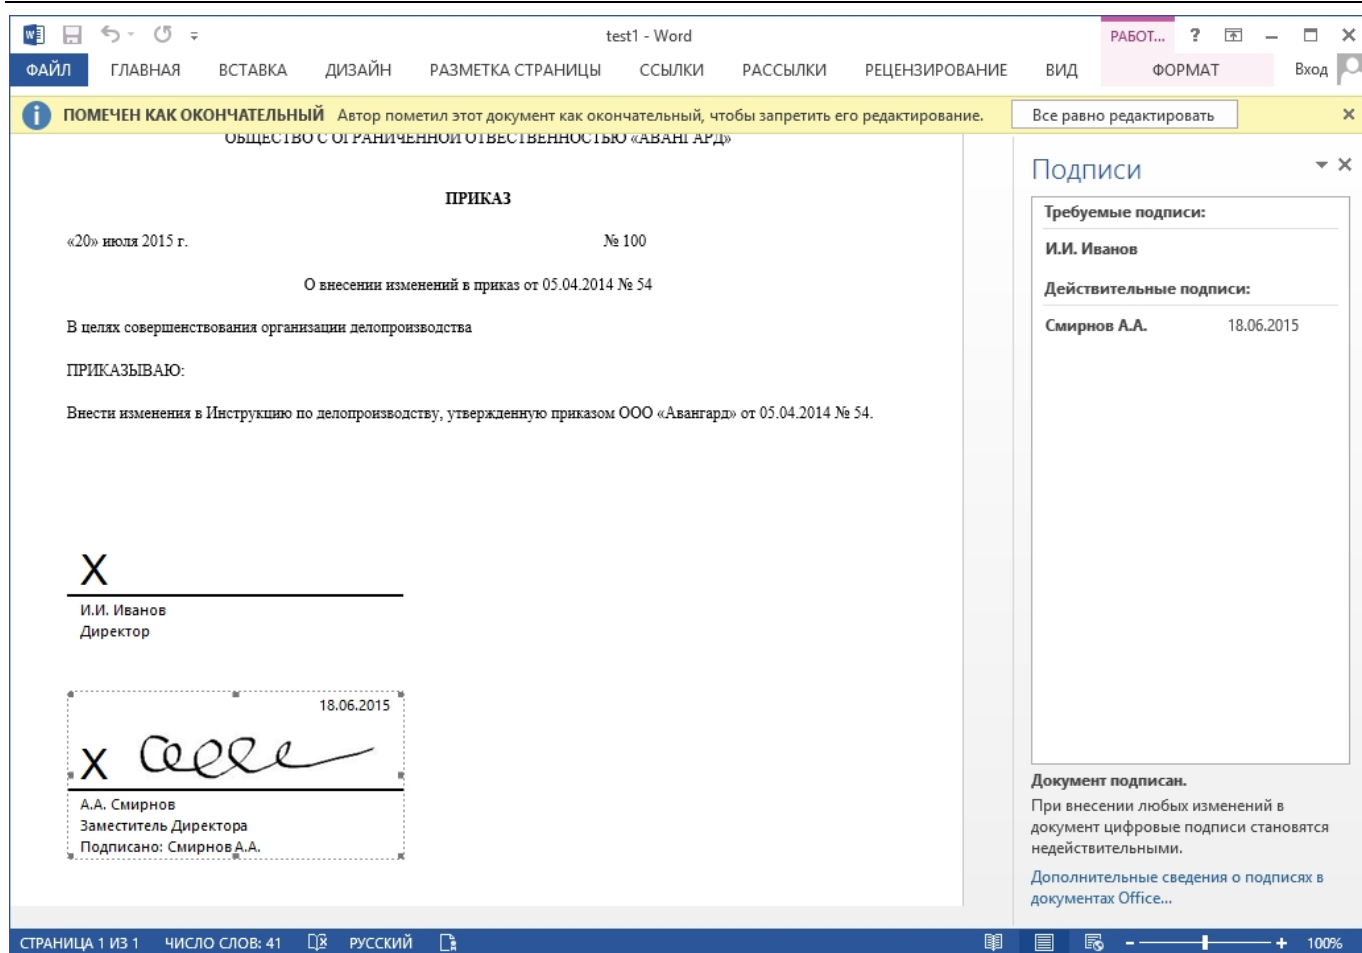 test1 - Word
РАБОТ...
ФАЙЛ ГЛАВНАЯ ВСТАВКА ДИЗАЙН РАЗМЕТКА СТРАНИЦЫ ССЫЛКИ РАССЫЛКИ РЕЦЕНЗИРОВАНИЕ ВИД ФОРМАТ Вход
ПОМЕЧЕН КАК ОКОНЧАТЕЛЬНЫЙ Автор пометил этот документ как окончательный, чтобы запретить его редактирование. Все равно редактировать
ОБЩЕСТВО С ОГРАНИЧЕННОЙ ОТВЕСТВЕННОСТЬЮ «АВАНГАРД»
ПРИКАЗ
«20» июля 2015 г. № 100
О внесении изменений в приказ от 05.04.2014 № 54
В целях совершенствования организации делопроизводства
ПРИКАЗЫВАЮ:
Внести изменения в Инструкцию по делопроизводству, утвержденную приказом ООО «Авангард» от 05.04.2014 № 54.
X
И.И. Иванов
Директор
18.06.2015
X
А.А. Смирнов
Заместитель Директора
Подписано: Смирнов А.А.
Подписи
Требуемые подписи:
И.И. Иванов
Действительные подписи:
Смирнов А.А. 18.06.2015
Документ подписан.
При внесении любых изменений в
документ цифровые подписи становятся
недействительными.
Дополнительные сведения о подписях в
документах Office...
СТРАНИЦА 1 ИЗ 1 ЧИСЛО СЛОВ: 41 РУССКИЙ 100%